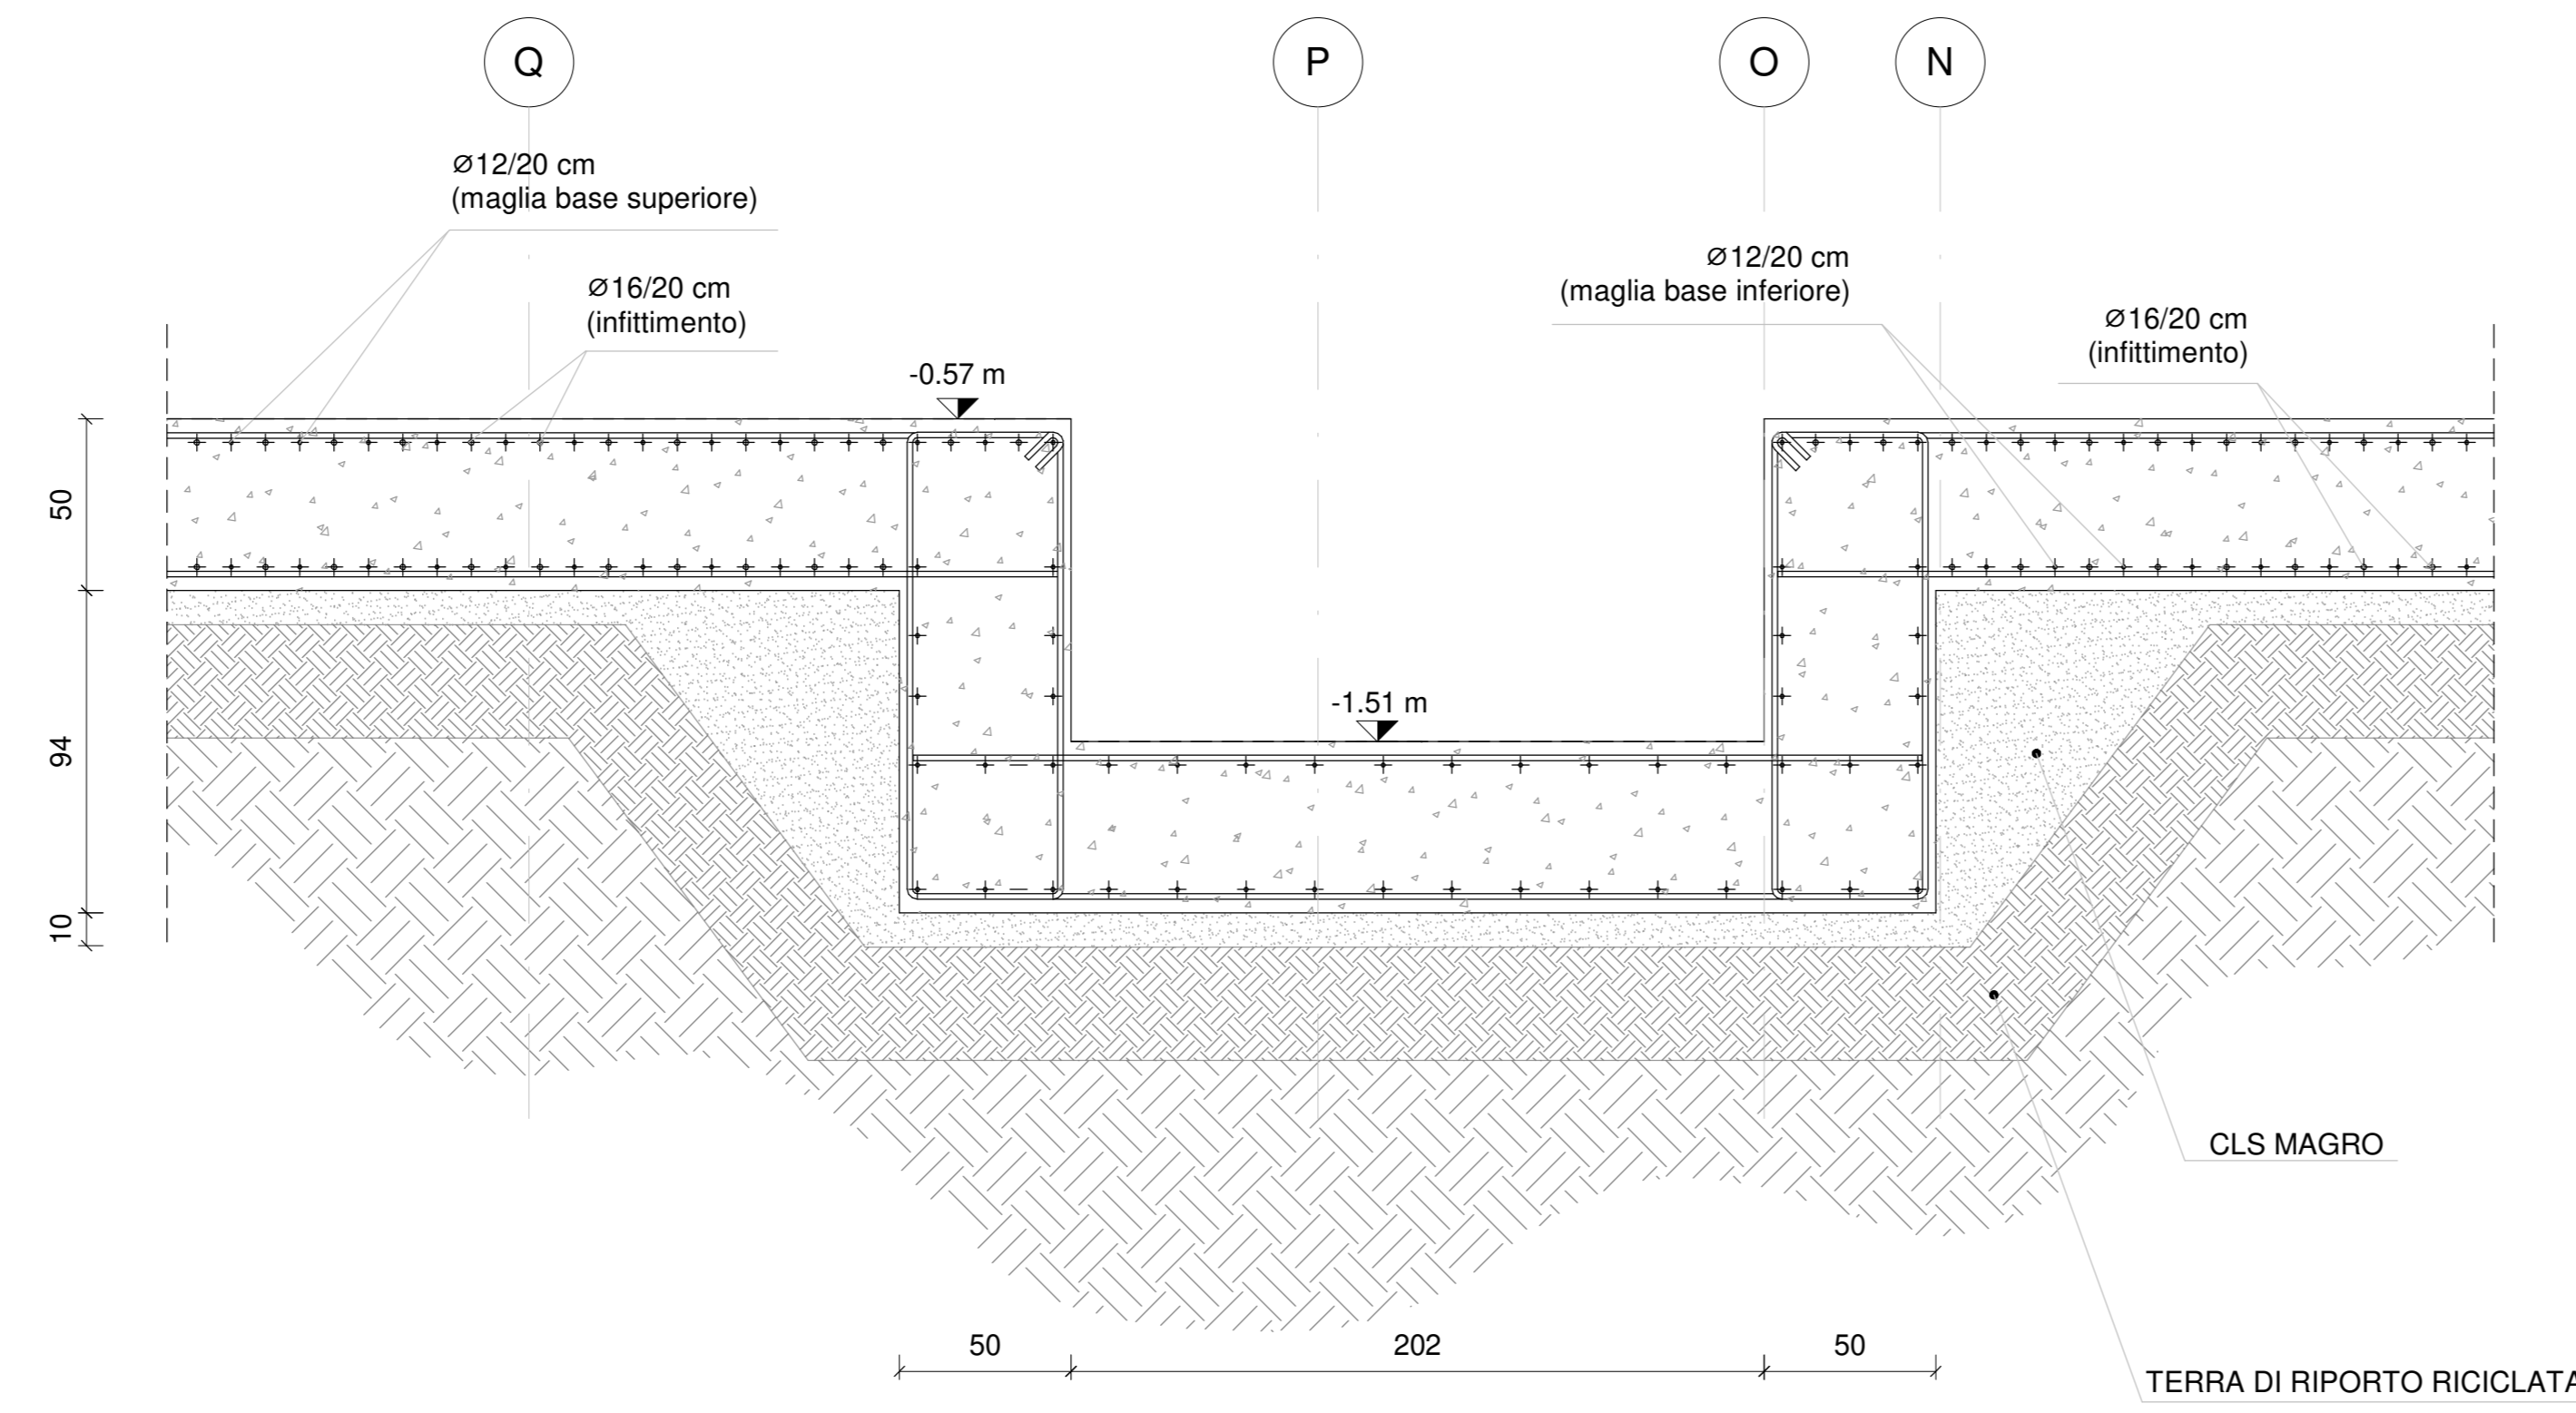 Q
P
O
N
Ø12/20 cm
(maglia base superiore)
Ø16/20 cm
(infittimento)
Ø12/20 cm
(maglia base inferiore)
Ø16/20 cm
(infittimento)
-0.57 m
-1.51 m
50
94
10
CLS MAGRO
50
202
50
TERRA DI RIPORTO RICICLATA